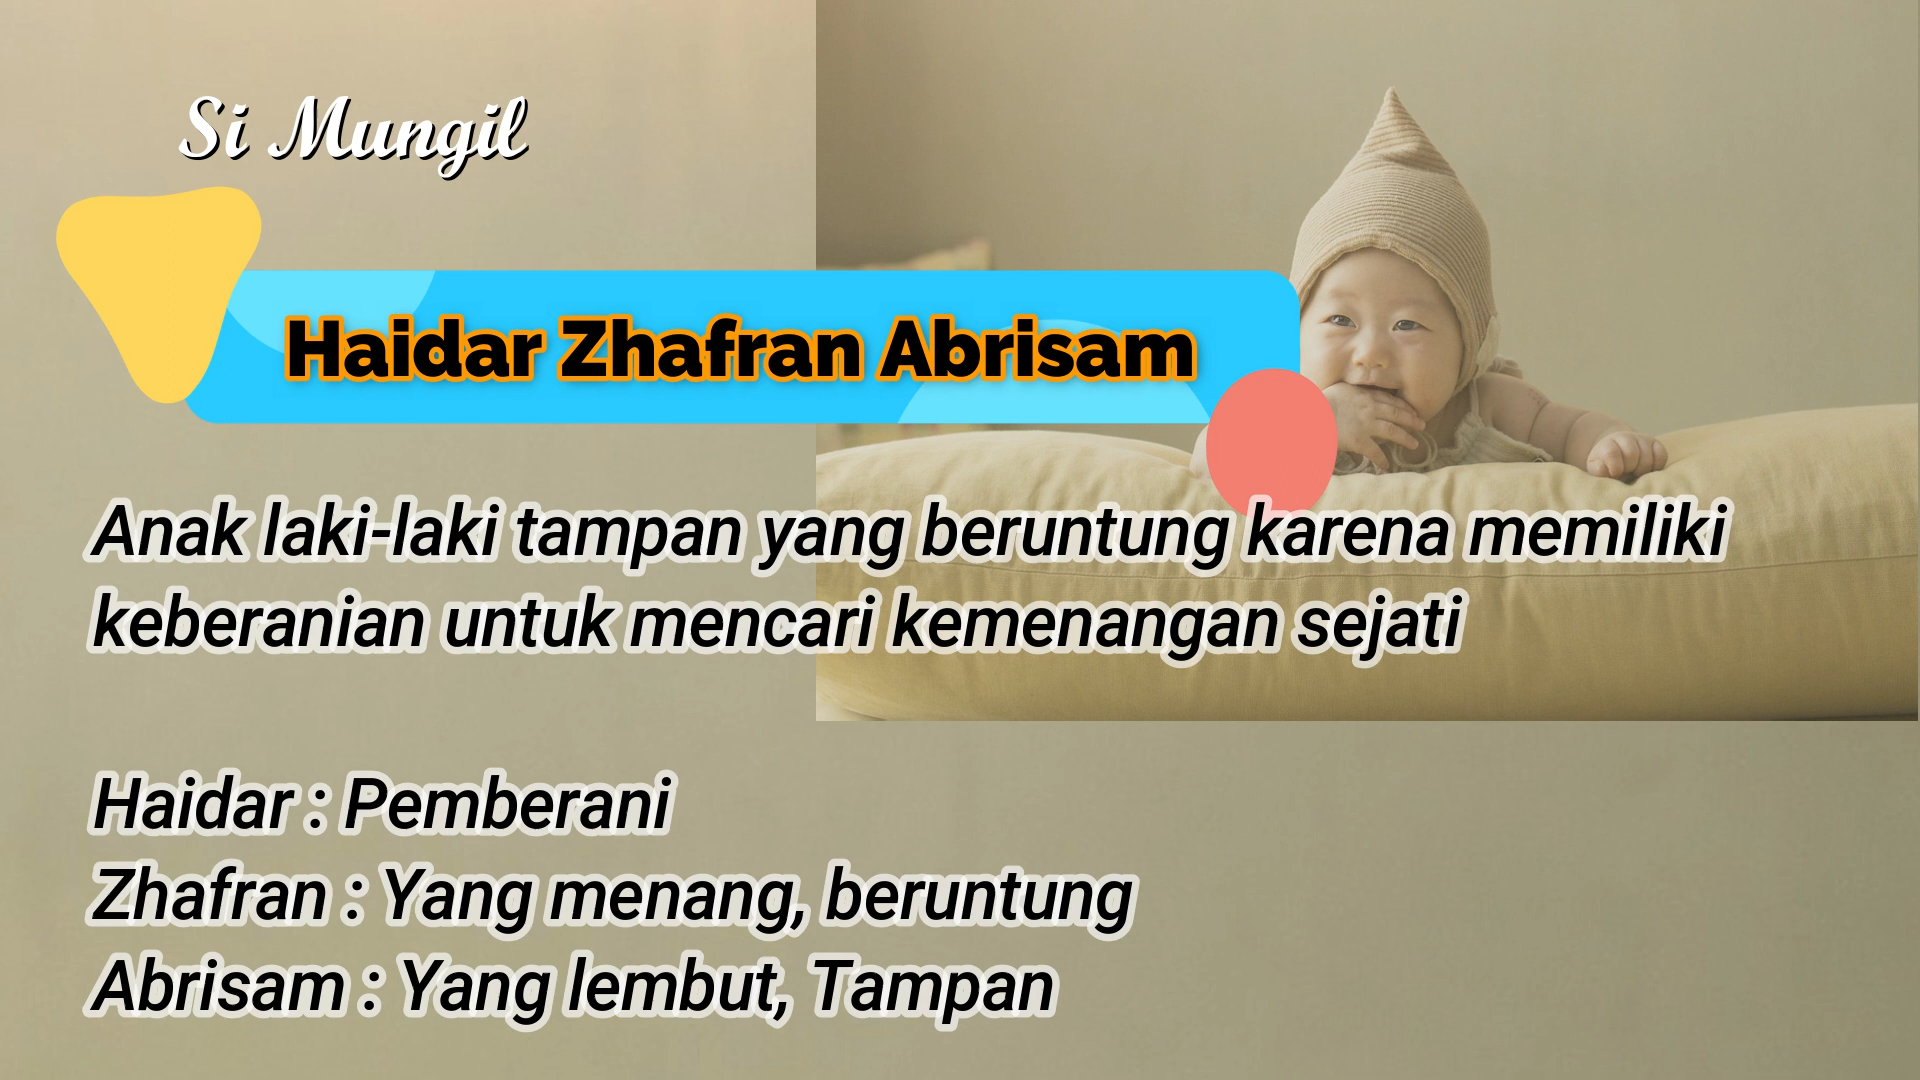 Si Mungil
Haidar Zhafran Abrisam
Anak laki-laki tampan yang beruntung karena memiliki
keberanian untuk mencari kemenangan sejati
Haidar : Pemberani
Zhafran : Yang menang, beruntung
Abrisam : Yang lembut, Tampan